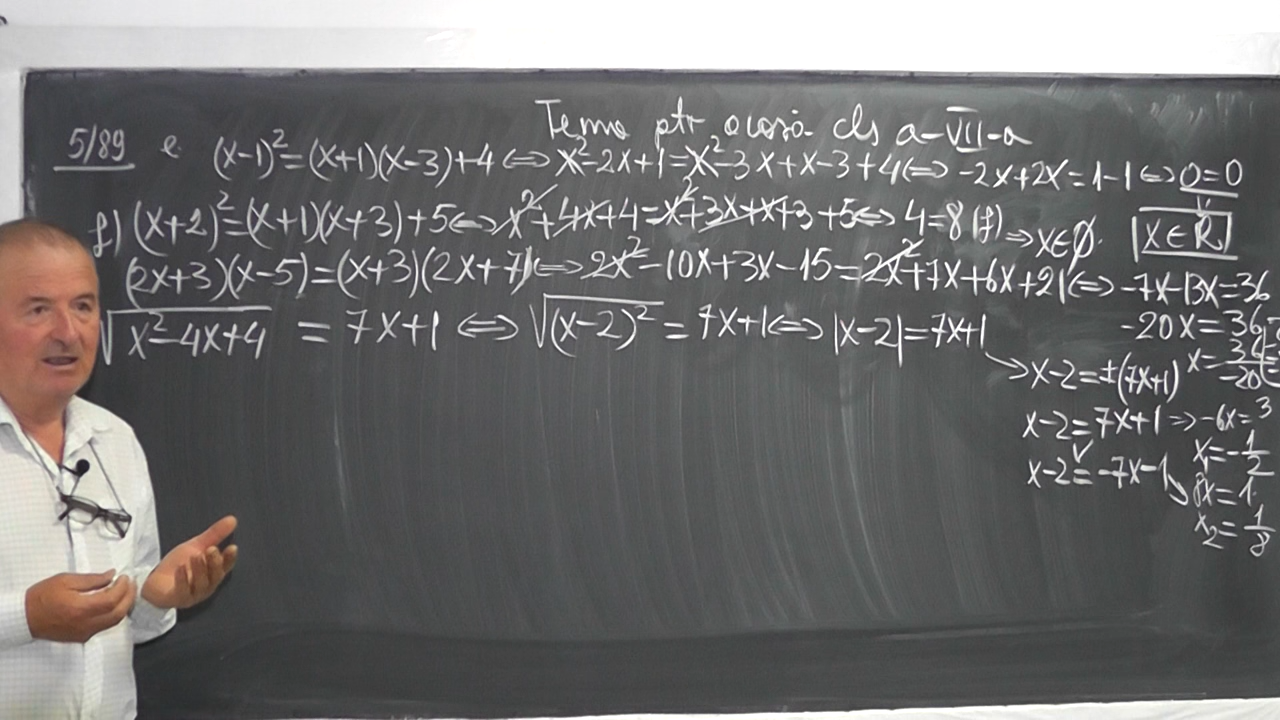 Tema ptr. acasă cls a-VII-a
5/89 e (x-1)²=(x+1)(x-3)+4⇔x²-2x+1=x²-3x+x-3+4⇔-2x+2x=1-1⇔0=0
f) (x+2)²=(x+1)(x+3)+5⇔x²+4x+4=x²+3x+x+3+5⇔4=8(f)⇒x∈∅. x∈R
(2x+3)(x-5)=(x+3)(2x+7)⇔2x²-10x+3x-15=2x²+7x+6x+21⇔-7x-13x=36
-20x=36
√x²-4x+4 = 7x+1⇔√(x-2)²=7x+1⇔|x-2|=7x+1
x=36/-20
x-2=±(7x+1)
x-2=7x+1⇒-6x=3
x₁=-1/2
x-2=-7x-1
8x=1
x₂=1/8